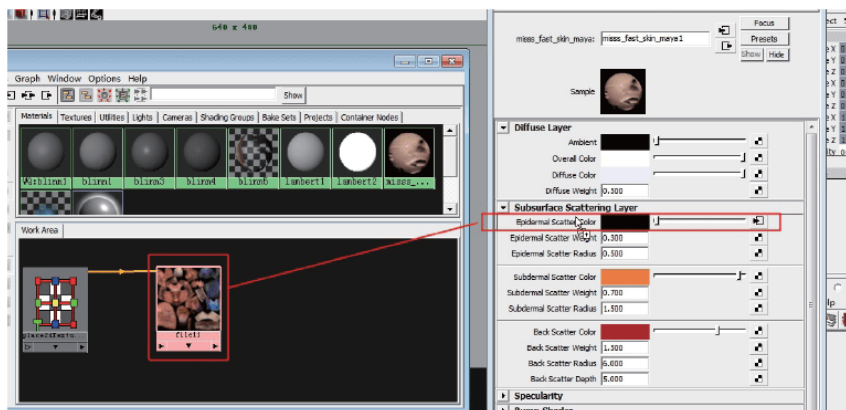 640 x 480
Graph Window Options Help
Show
Materials Textures Utilities Lights Cameras Shading Groups Bake Sets Projects Container Nodes
blinn1 blinn3 blinn4 blinn5 lambert1 lambert2 misss_...
Work Area
file15
misss_fast_skin_maya: misss_fast_skin_maya1
Focus
Presets
Show Hide
Sample
Diffuse Layer
Ambient
Overall Color
Diffuse Color
Diffuse Weight 0.300
Subsurface Scattering Layer
Epidermal Scatter Color
Epidermal Scatter Weight 0.300
Epidermal Scatter Radius 0.500
Subdermal Scatter Color
Subdermal Scatter Weight 0.700
Subdermal Scatter Radius 1.500
Back Scatter Color
Back Scatter Weight 1.300
Back Scatter Radius 6.000
Back Scatter Depth 5.000
Specularity